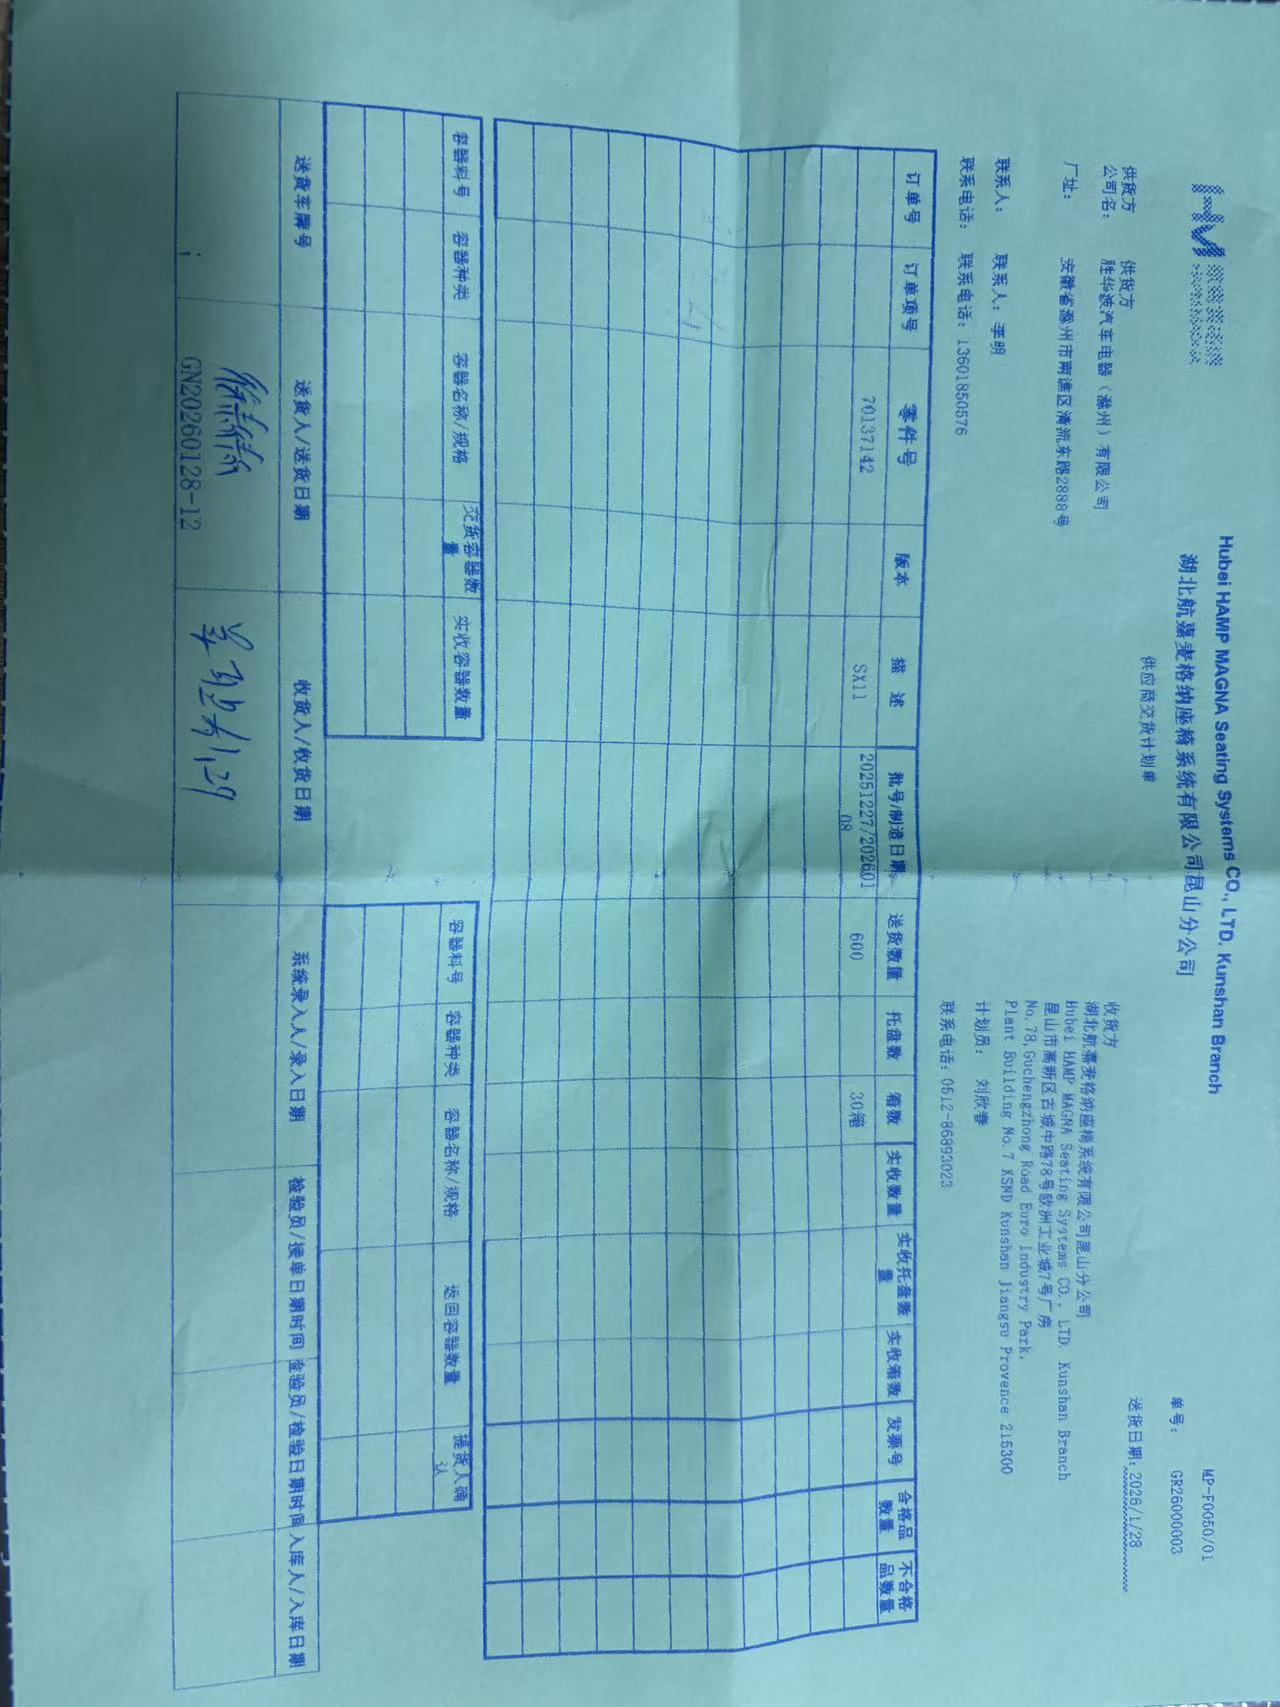 MP-F0050/01
Hubei HAMP MAGNA Seating Systems CO., LTD. Kunshan Branch
湖北航嘉麦格纳座椅系统有限公司昆山分公司
单号： GR26000003
供应商交货计划单
送货日期：2026/1/28
供货方 供货方
公司名： 胜华波汽车电器（滁州）有限公司
收货方
湖北航嘉麦格纳座椅系统有限公司昆山分公司
Hubei HAMP MAGNA Seating Systems CO., LTD. Kunshan Branch
厂址： 安徽省滁州市南谯区清流东路2888号
昆山市高新区古城中路78号欧洲工业城7号厂房
No.78,Guchengzhong Road Euro Industry Park,
Plant Building No.7 KSND Kunshan Jiangsu Provence 215300
联系人： 联系人：李明
计划员： 刘欣春
联系电话： 联系电话：13601850576
联系电话：0512-86893023
订单号 订单项号 零件号 版本 描 述 批号/制造日期 送货数量 托盘数 箱数 实收数量 实收托盘数量 实收箱数 发票号 合格品数量 不合格品数量
70137142 SX11 20251227/20260108 600 30箱
容器料号 容器种类 容器名称/规格 交货容器数量 实收容器数量
容器料号 容器种类 容器名称/规格 返回容器数量 提货人确认
送货车牌号 送货人/送货日期 收货人/收货日期 系统录入人/录入日期 检验员/接单日期时间 检验员/检验日期时间 入库人/入库日期
1.29
GN20260128-12